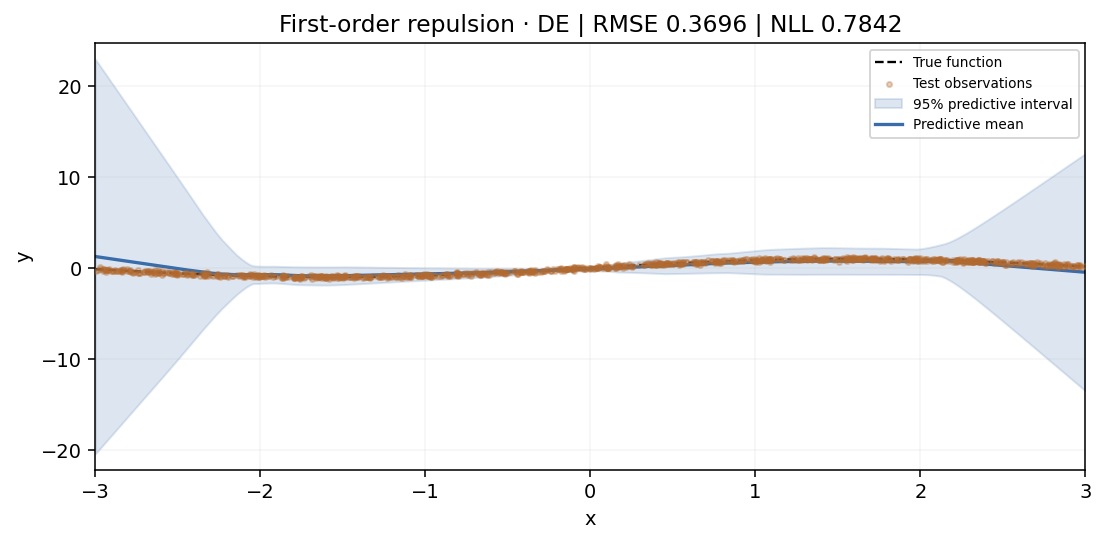 First-order repulsion · DE | RMSE 0.3696 | NLL 0.7842
True function
Test observations
95% predictive interval
Predictive mean
20
10
0
−10
−20
y
−3
−2
−1
0
1
2
3
x